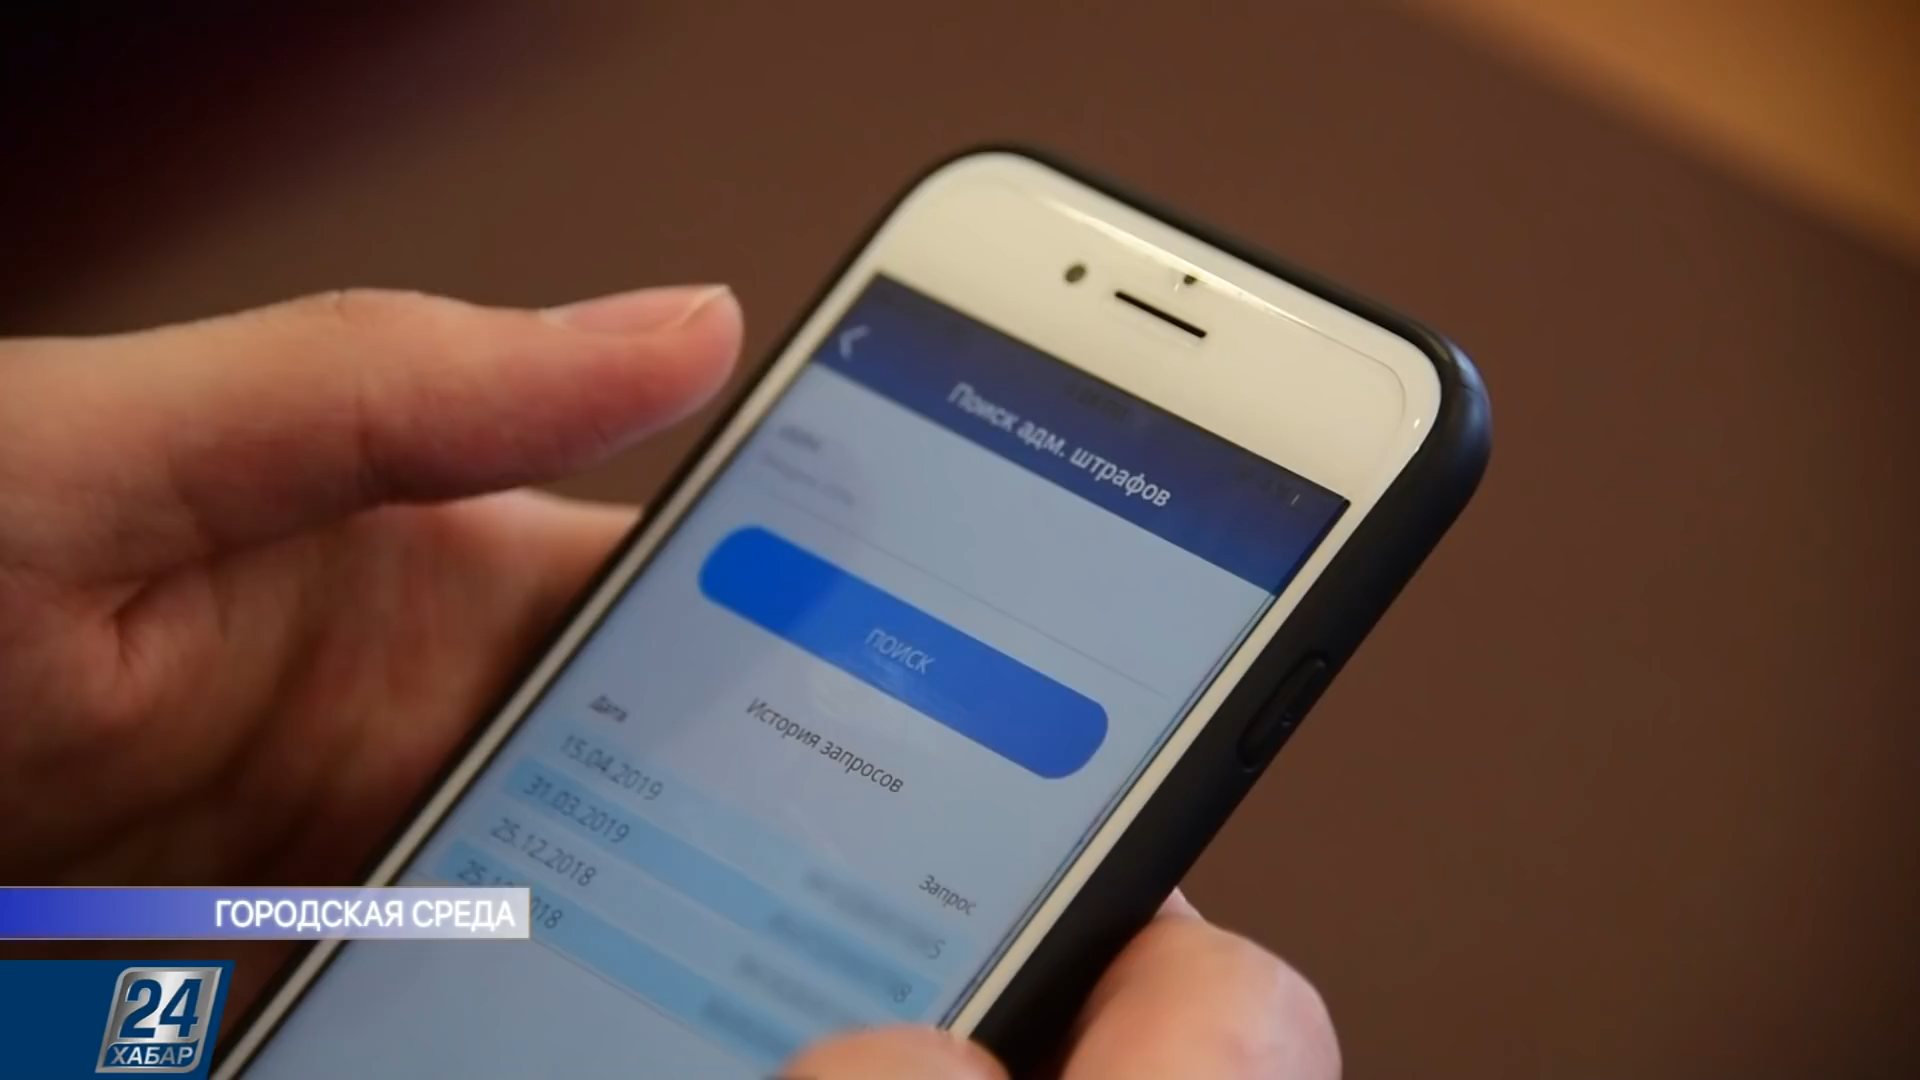 Поиск адм. штрафов
ПОИСК
История запросов
Дата
Запрос
15.04.2019
31.03.2019
25.12.2018
ГОРОДСКАЯ СРЕДА
24
ХАБАР